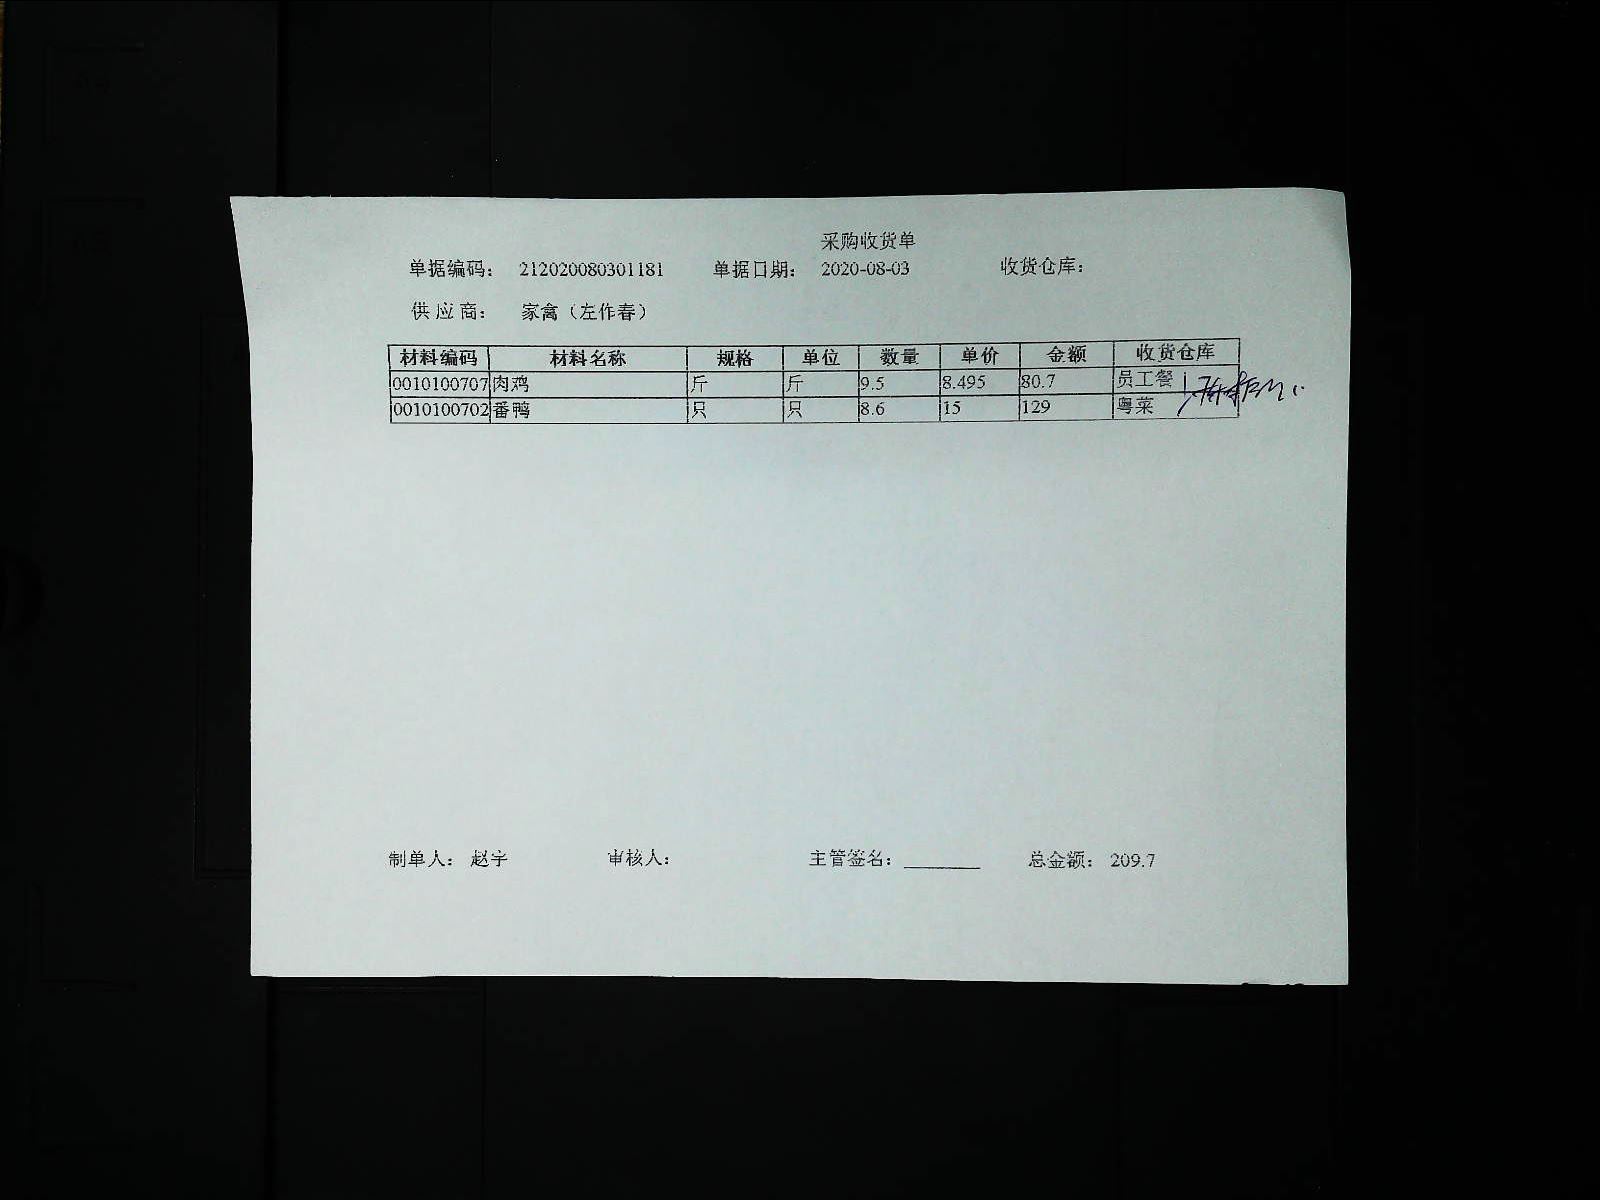 采购收货单
单据编码： 212020080301181 单据日期： 2020-08-03 收货仓库：
供应商： 家禽（左作春）
材料编码 材料名称 规格 单位 数量 单价 金额 收货仓库
0010100707 肉鸡 斤 斤 9.5 8.495 80.7 员工餐
0010100702 番鸭 只 只 8.6 15 129 粤菜
制单人： 赵宇 审核人： 主管签名： 总金额： 209.7